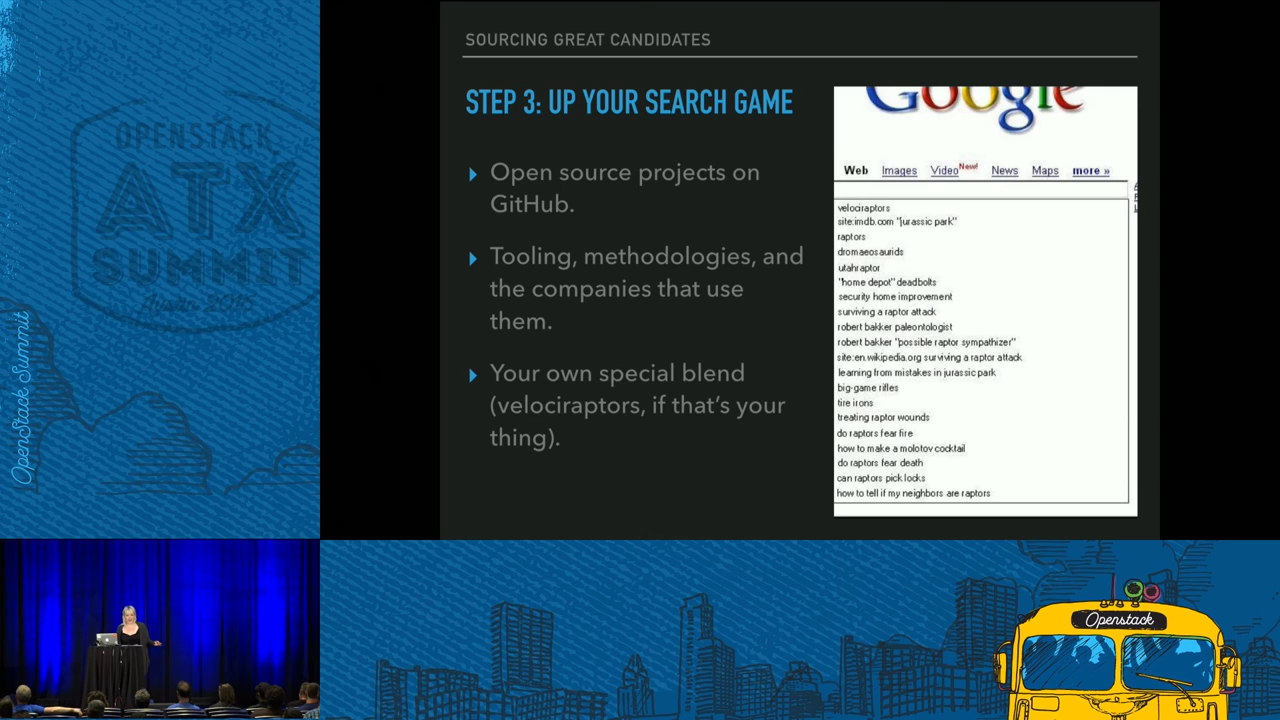 SOURCING GREAT CANDIDATES
STEP 3: UP YOUR SEARCH GAME
Open source projects on
GitHub.
Tooling, methodologies, and
the companies that use
them.
Your own special blend
(velociraptors, if that's your
thing).
Google
Web Images Video New! News Maps more »
velociraptors
site:imdb.com "jurassic park"
raptors
dromaeosaurids
utahraptor
"home depot" deadbolts
security home improvement
surviving a raptor attack
robert bakker paleontologist
robert bakker "possible raptor sympathizer"
site:en.wikipedia.org surviving a raptor attack
learning from mistakes in jurassic park
big-game rifles
tire irons
treating raptor wounds
do raptors fear fire
how to make a molotov cocktail
do raptors fear death
can raptors pick locks
how to tell if my neighbors are raptors
OPENSTACK
ATX
SUMMIT
OpenStack Summit
Openstack